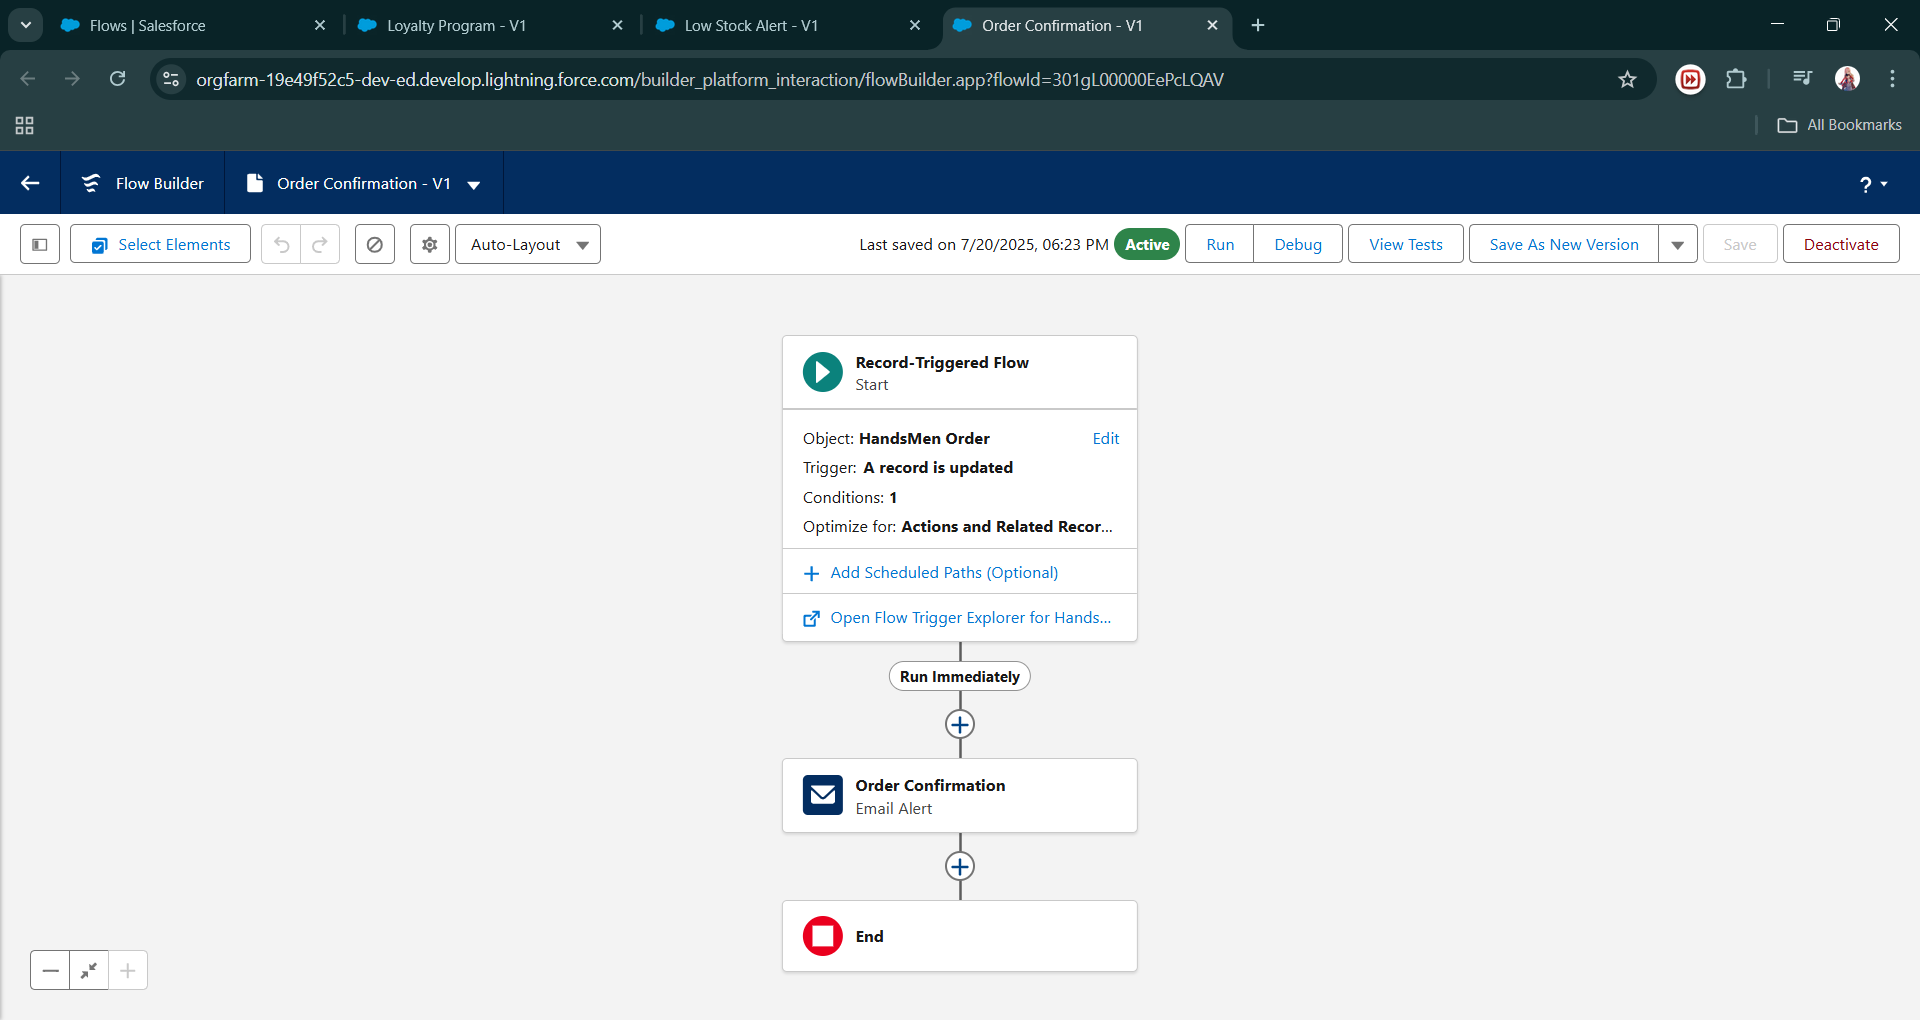 Flows | Salesforce
Loyalty Program - V1
Low Stock Alert - V1
Order Confirmation - V1
orgfarm-19e49f52c5-dev-ed.develop.lightning.force.com/builder_platform_interaction/flowBuilder.app?flowId=301gL00000EePcLQAV
All Bookmarks
Flow Builder
Order Confirmation - V1
?
Select Elements
Auto-Layout
Last saved on 7/20/2025, 06:23 PM
Active
Run
Debug
View Tests
Save As New Version
Save
Deactivate
Record-Triggered Flow
Start
Object: HandsMen Order
Edit
Trigger: A record is updated
Conditions: 1
Optimize for: Actions and Related Recor...
Add Scheduled Paths (Optional)
Open Flow Trigger Explorer for Hands...
Run Immediately
Order Confirmation
Email Alert
End